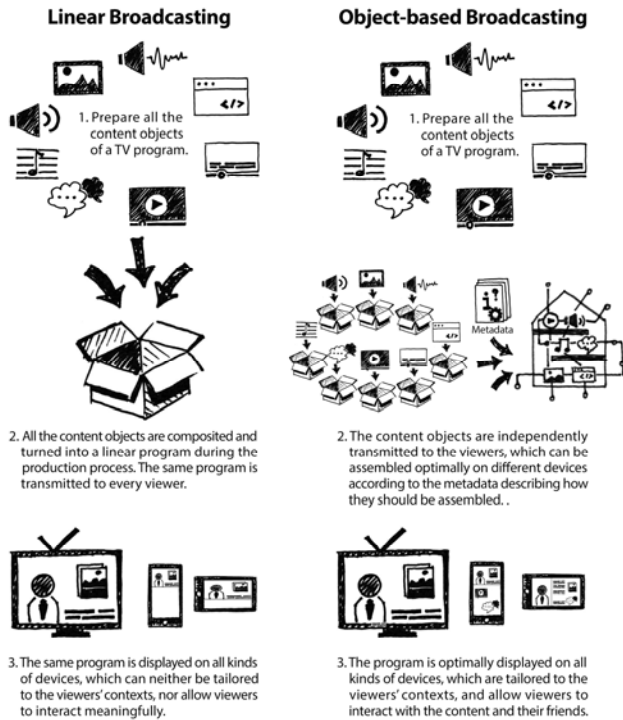 Linear Broadcasting
1. Prepare all the
content objects
of a TV program.
</>
2. All the content objects are composited and
turned into a linear program during the
production process. The same program is
transmitted to every viewer.
3. The same program is displayed on all kinds
of devices, which can neither be tailored
to the viewers' contexts, nor allow viewers
to interact meaningfully.
Object-based Broadcasting
1. Prepare all the
content objects
of a TV program.
</>
Metadata
</>
</>
2. The content objects are independently
transmitted to the viewers, which can be
assembled optimally on different devices
according to the metadata describing how
they should be assembled. .
3. The program is optimally displayed on all
kinds of devices, which are tailored to the
viewers' contexts, and allow viewers to
interact with the content and their friends.